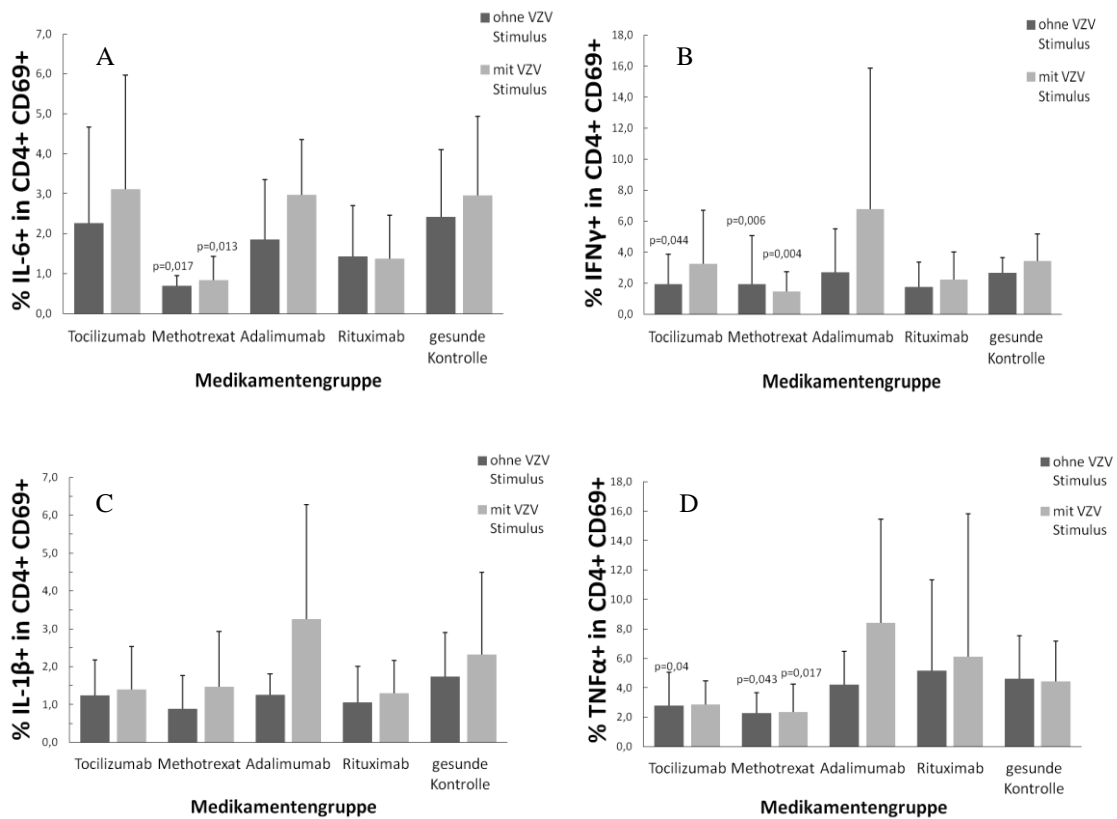 A
ohne VZV
Stimulus
mit VZV
Stimulus
% IL-6+ in CD4+ CD69+
7,0
6,0
5,0
4,0
3,0
2,0
1,0
0,0
p=0,017
p=0,013
Tocilizumab Methotrexat Adalimumab Rituximab gesunde
Kontrolle
Medikamentengruppe
B
ohne VZV
Stimulus
mit VZV
Stimulus
% IFNγ+ in CD4+ CD69+
18,0
16,0
14,0
12,0
10,0
8,0
6,0
4,0
2,0
0,0
p=0,044
p=0,006
p=0,004
Tocilizumab Methotrexat Adalimumab Rituximab gesunde
Kontrolle
Medikamentengruppe
C
ohne VZV
Stimulus
mit VZV
Stimulus
% IL-1β+ in CD4+ CD69+
7,0
6,0
5,0
4,0
3,0
2,0
1,0
0,0
Tocilizumab Methotrexat Adalimumab Rituximab gesunde
Kontrolle
Medikamentengruppe
D
ohne VZV
Stimulus
mit VZV
Stimulus
% TNFα+ in CD4+ CD69+
18,0
16,0
14,0
12,0
10,0
8,0
6,0
4,0
2,0
0,0
p=0,04
p=0,043
p=0,017
Tocilizumab Methotrexat Adalimumab Rituximab gesunde
Kontrolle
Medikamentengruppe